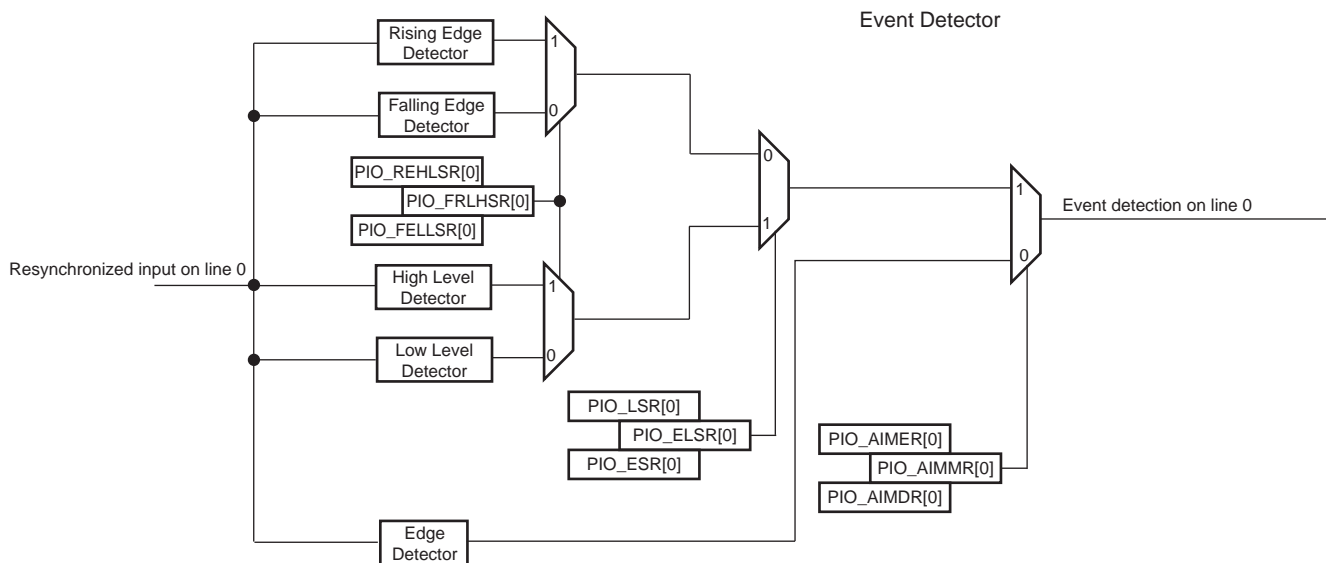 Event Detector
Rising Edge
Detector
1
Falling Edge
Detector
0
0
PIO_REHLSR[0]
PIO_FRLHSR[0]
PIO_FELLSR[0]
1
1
Event detection on line 0
0
Resynchronized input on line 0
High Level
Detector
1
Low Level
Detector
0
PIO_LSR[0]
PIO_ELSR[0]
PIO_ESR[0]
PIO_AIMER[0]
PIO_AIMMR[0]
PIO_AIMDR[0]
Edge
Detector